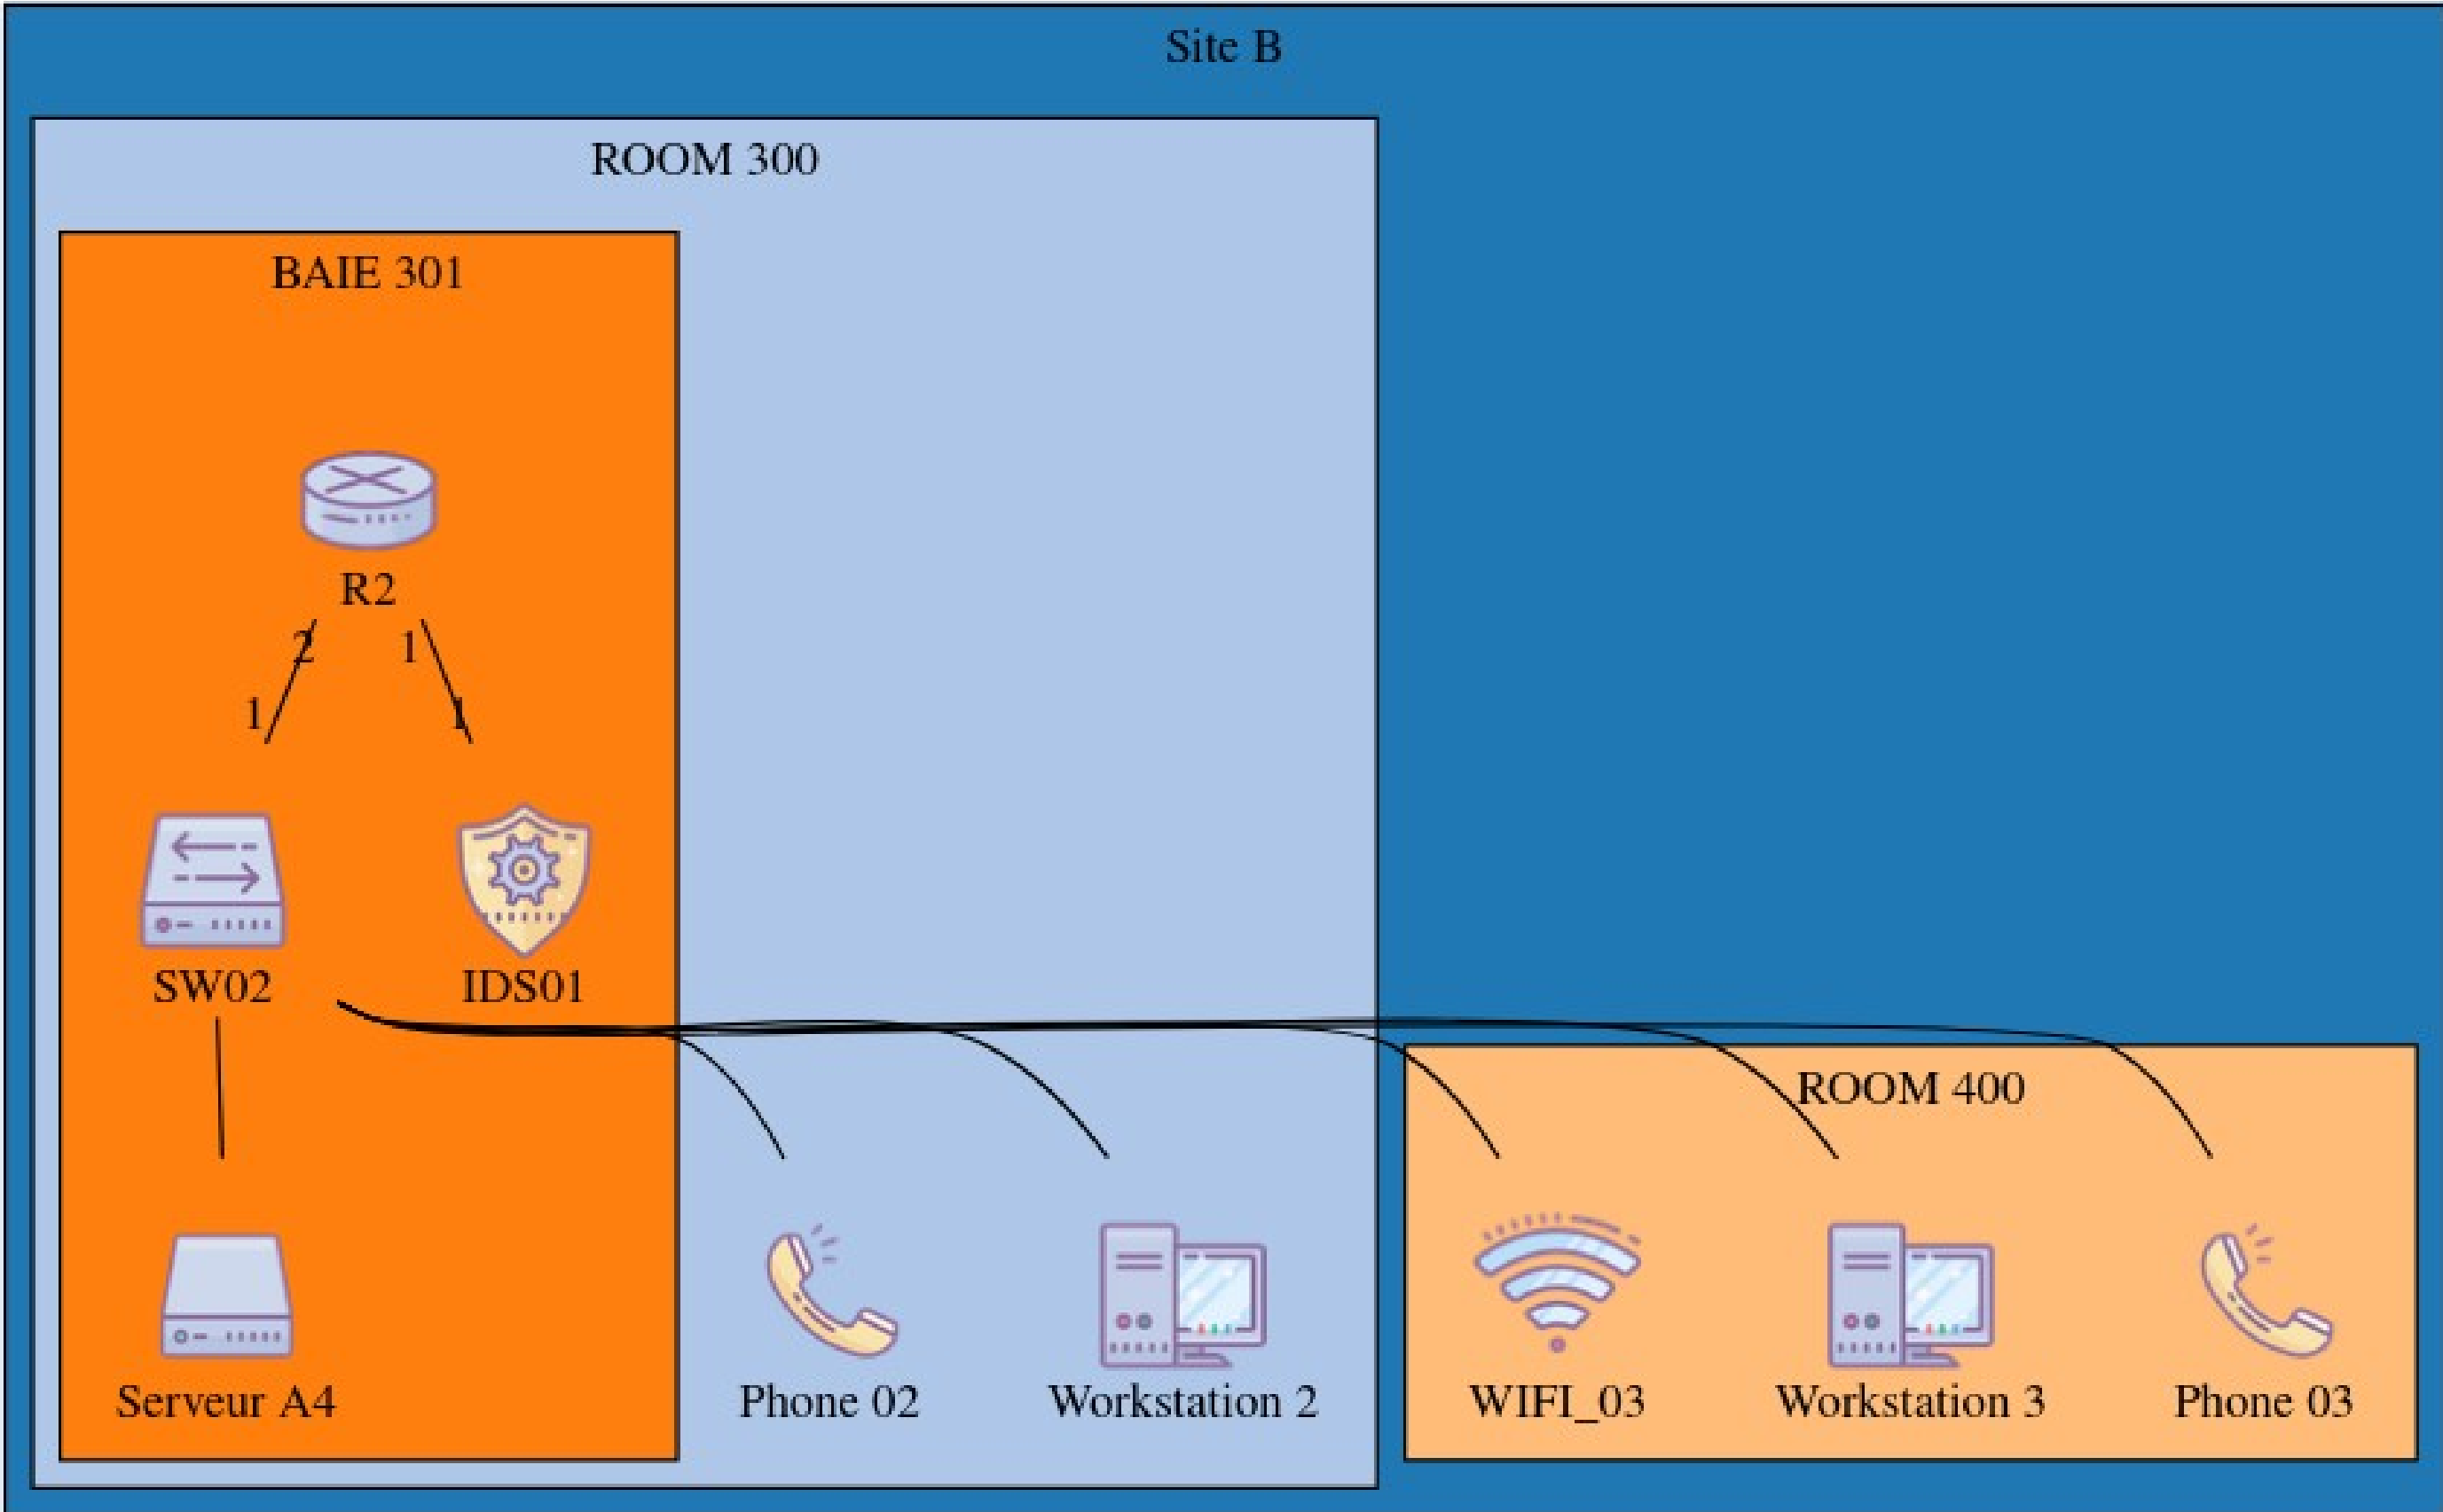 Site B
ROOM 300
BAIE 301
R2
2 1
1 1
SW02 IDS01
ROOM 400
Serveur A4 Phone 02 Workstation 2 WIFI_03 Workstation 3 Phone 03